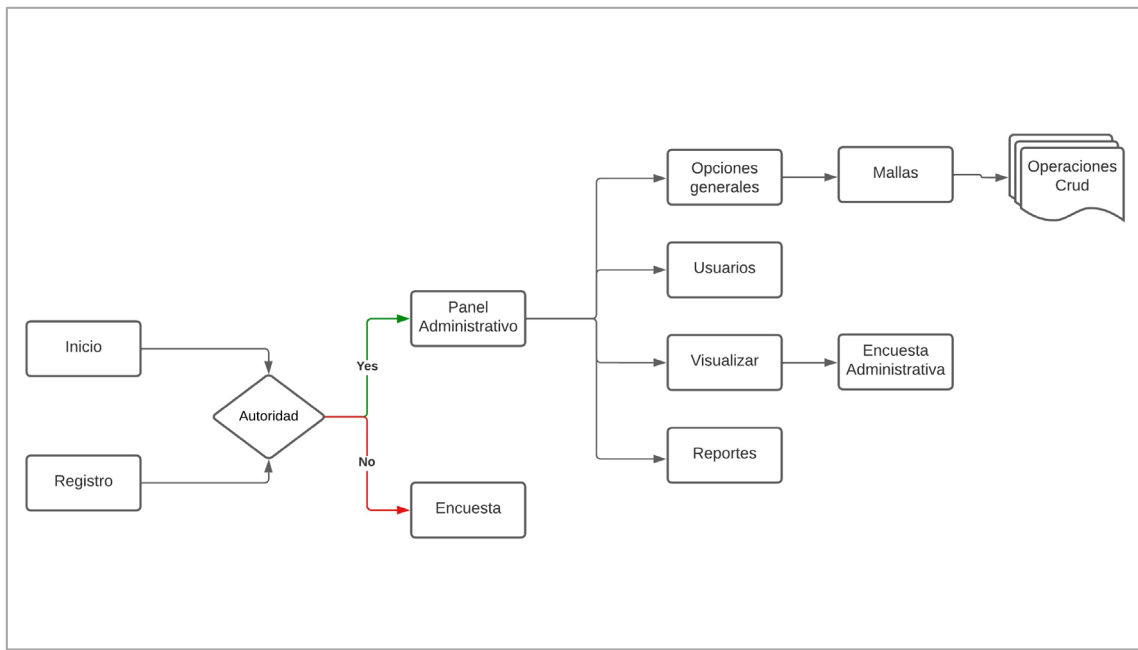 Opciones
generales
Mallas
Operaciones
Crud
Usuarios
Panel
Administrativo
Inicio
Visualizar
Encuesta
Administrativa
Yes
Autoridad
Registro
No
Reportes
Encuesta